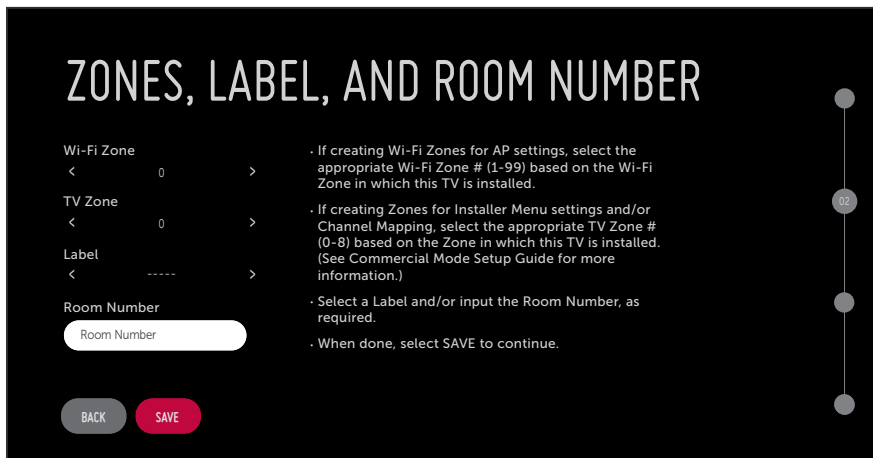 ZONES, LABEL, AND ROOM NUMBER
Wi-Fi Zone
< 0 >
TV Zone
< 0 >
Label
< ----- >
Room Number
Room Number
· If creating Wi-Fi Zones for AP settings, select the
appropriate Wi-Fi Zone # (1-99) based on the Wi-Fi
Zone in which this TV is installed.
· If creating Zones for Installer Menu settings and/or
Channel Mapping, select the appropriate TV Zone #
(0-8) based on the Zone in which this TV is installed.
(See Commercial Mode Setup Guide for more
information.)
· Select a Label and/or input the Room Number, as
required.
· When done, select SAVE to continue.
02
BACK SAVE